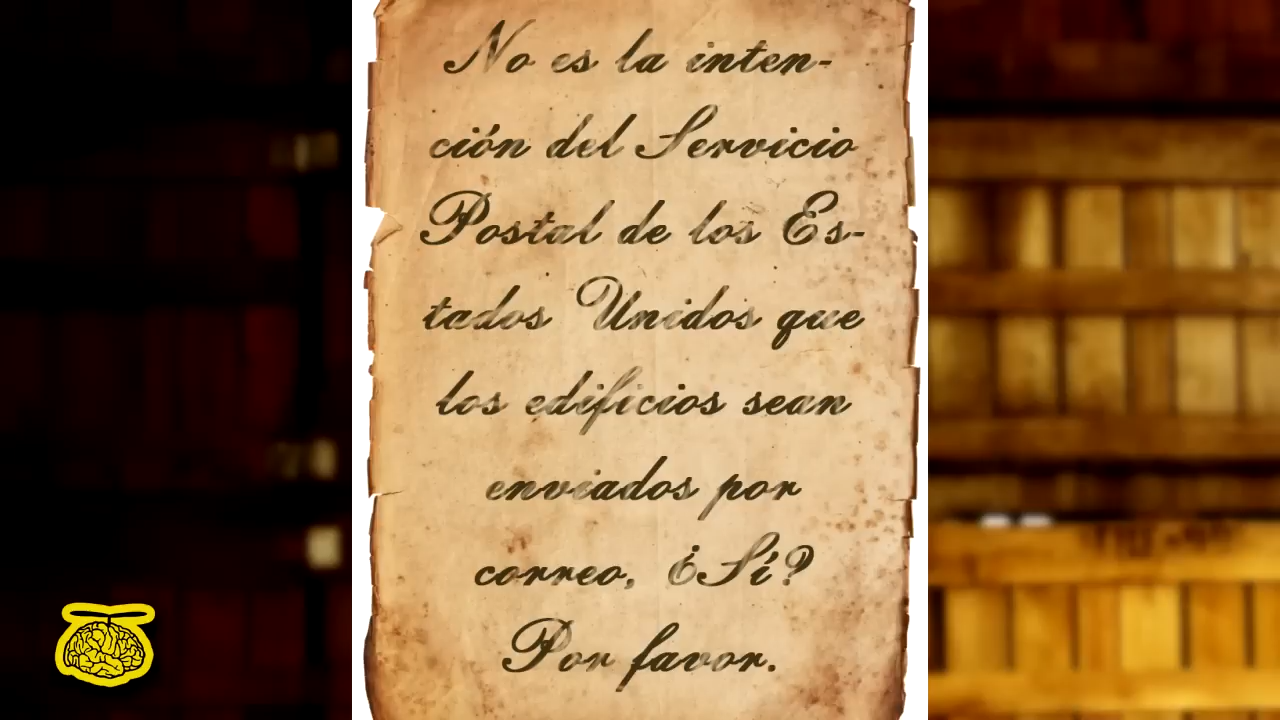 No es la inten-
ción del Servicio
Postal de los Es-
tados Unidos que
los edificios sean
enviados por
correo, ¿Sí?
Por favor.